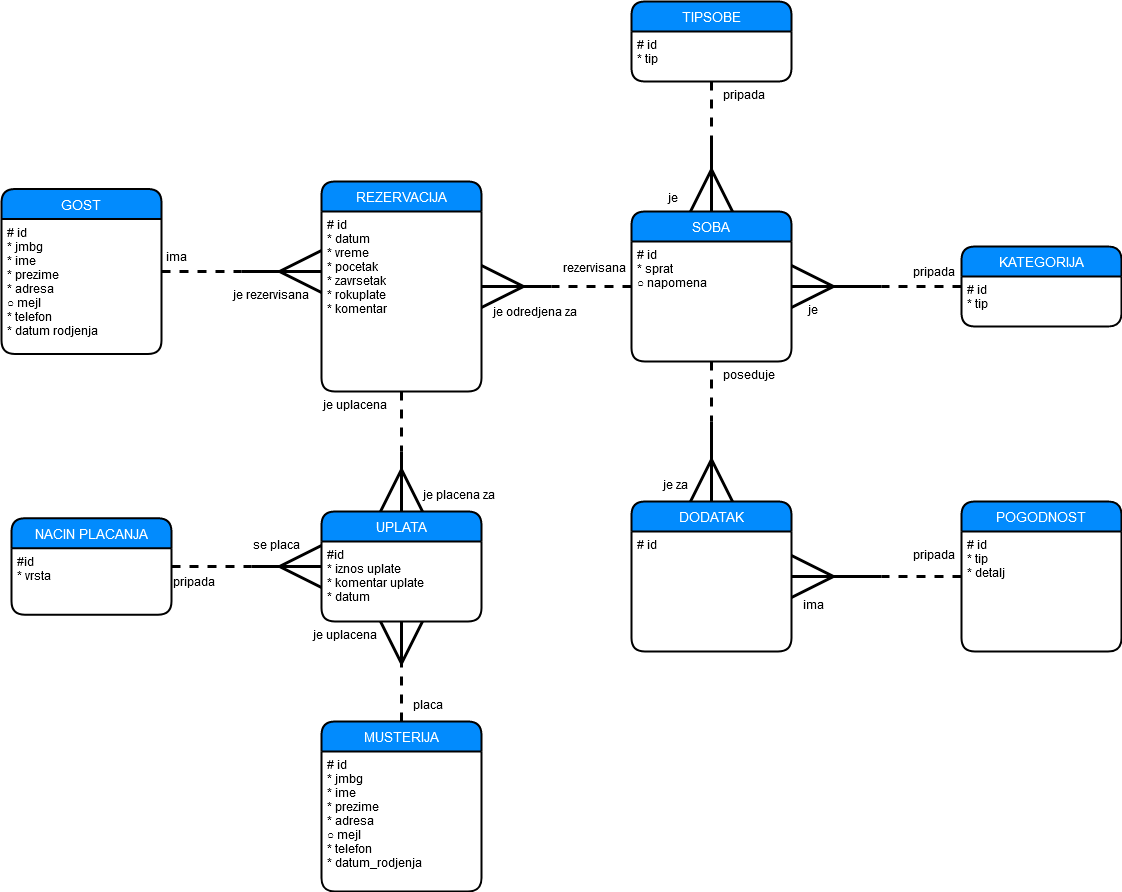 TIPSOBE
# id
* tip
pripada
je
GOST
# id
* jmbg
* ime
* prezime
* adresa
○ mejl
* telefon
* datum rodjenja
ima
je rezervisana
REZERVACIJA
# id
* datum
* vreme
* pocetak
* zavrsetak
* rokuplate
* komentar
rezervisana
je odredjena za
SOBA
# id
* sprat
○ napomena
pripada
je
KATEGORIJA
# id
* tip
je uplacena
je placena za
poseduje
je za
NACIN PLACANJA
#id
* vrsta
se placa
pripada
UPLATA
#id
* iznos uplate
* komentar uplate
* datum
DODATAK
# id
pripada
ima
POGODNOST
# id
* tip
* detalj
je uplacena
placa
MUSTERIJA
# id
* jmbg
* ime
* prezime
* adresa
○ mejl
* telefon
* datum_rodjenja